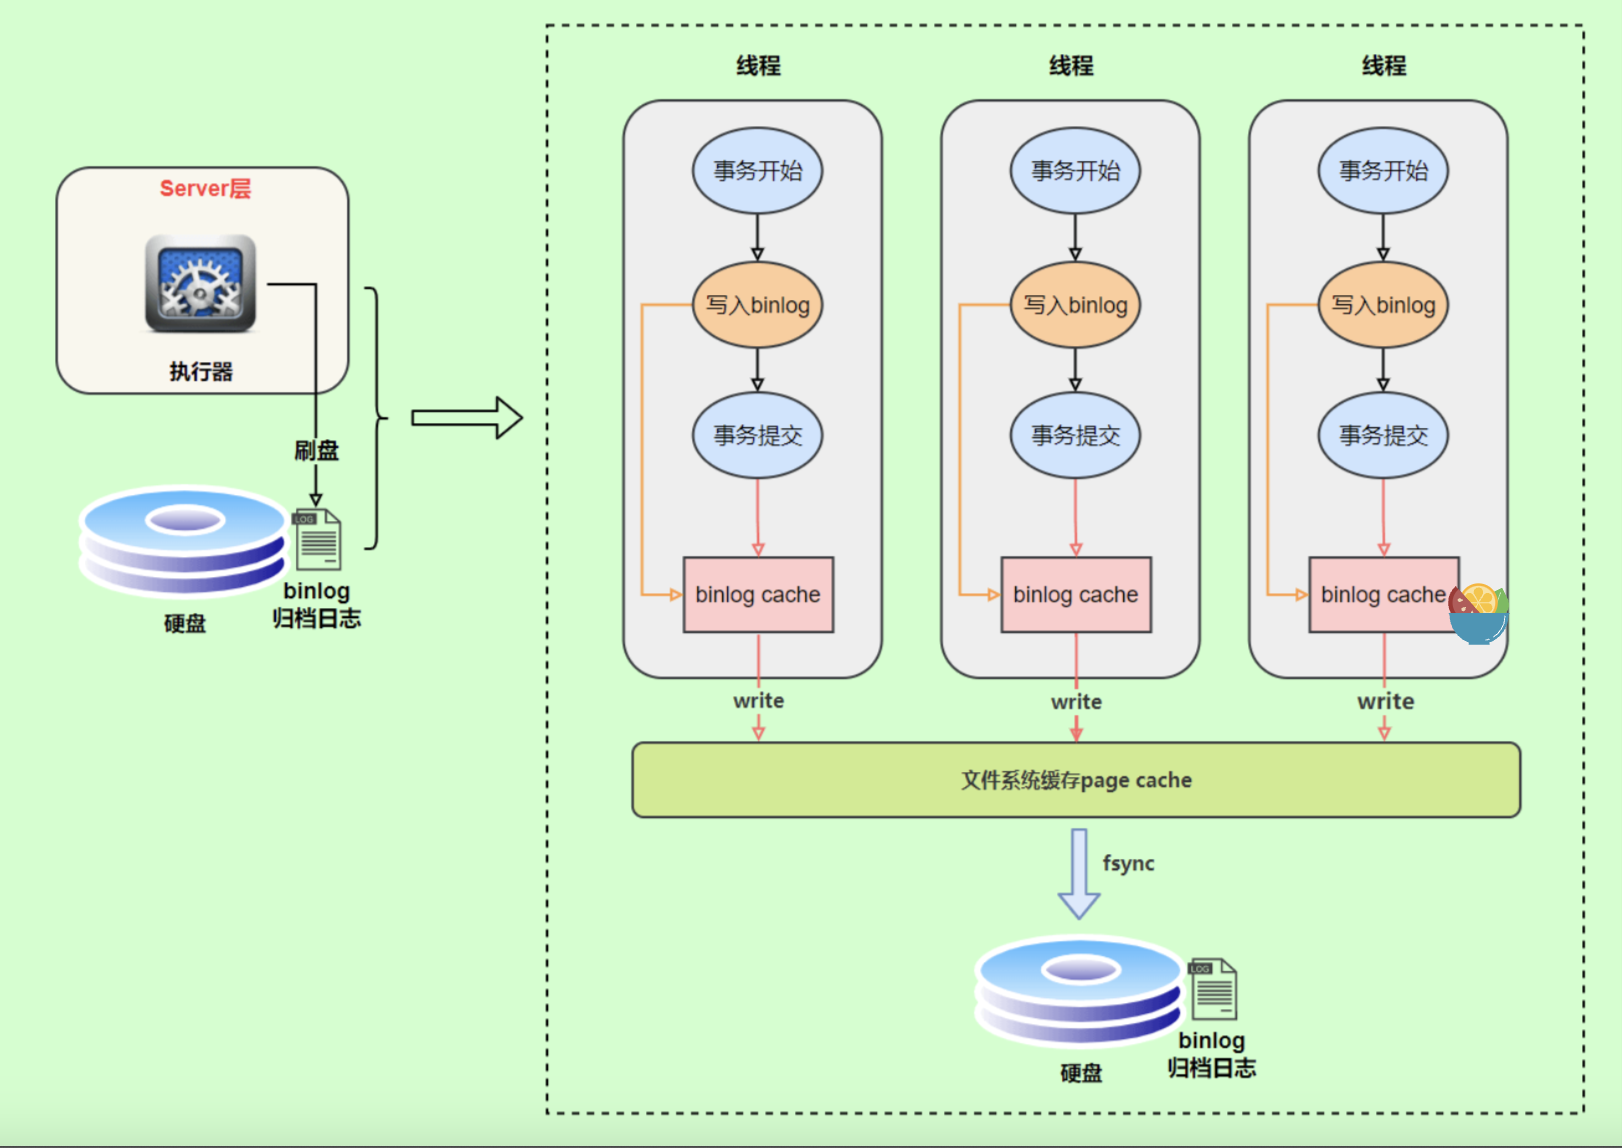 Server层
执行器
刷盘
LOG
binlog
归档日志
硬盘
线程
线程
线程
事务开始
事务开始
事务开始
写入binlog
写入binlog
写入binlog
事务提交
事务提交
事务提交
binlog cache
binlog cache
binlog cache
write
write
write
文件系统缓存page cache
fsync
LOG
binlog
归档日志
硬盘